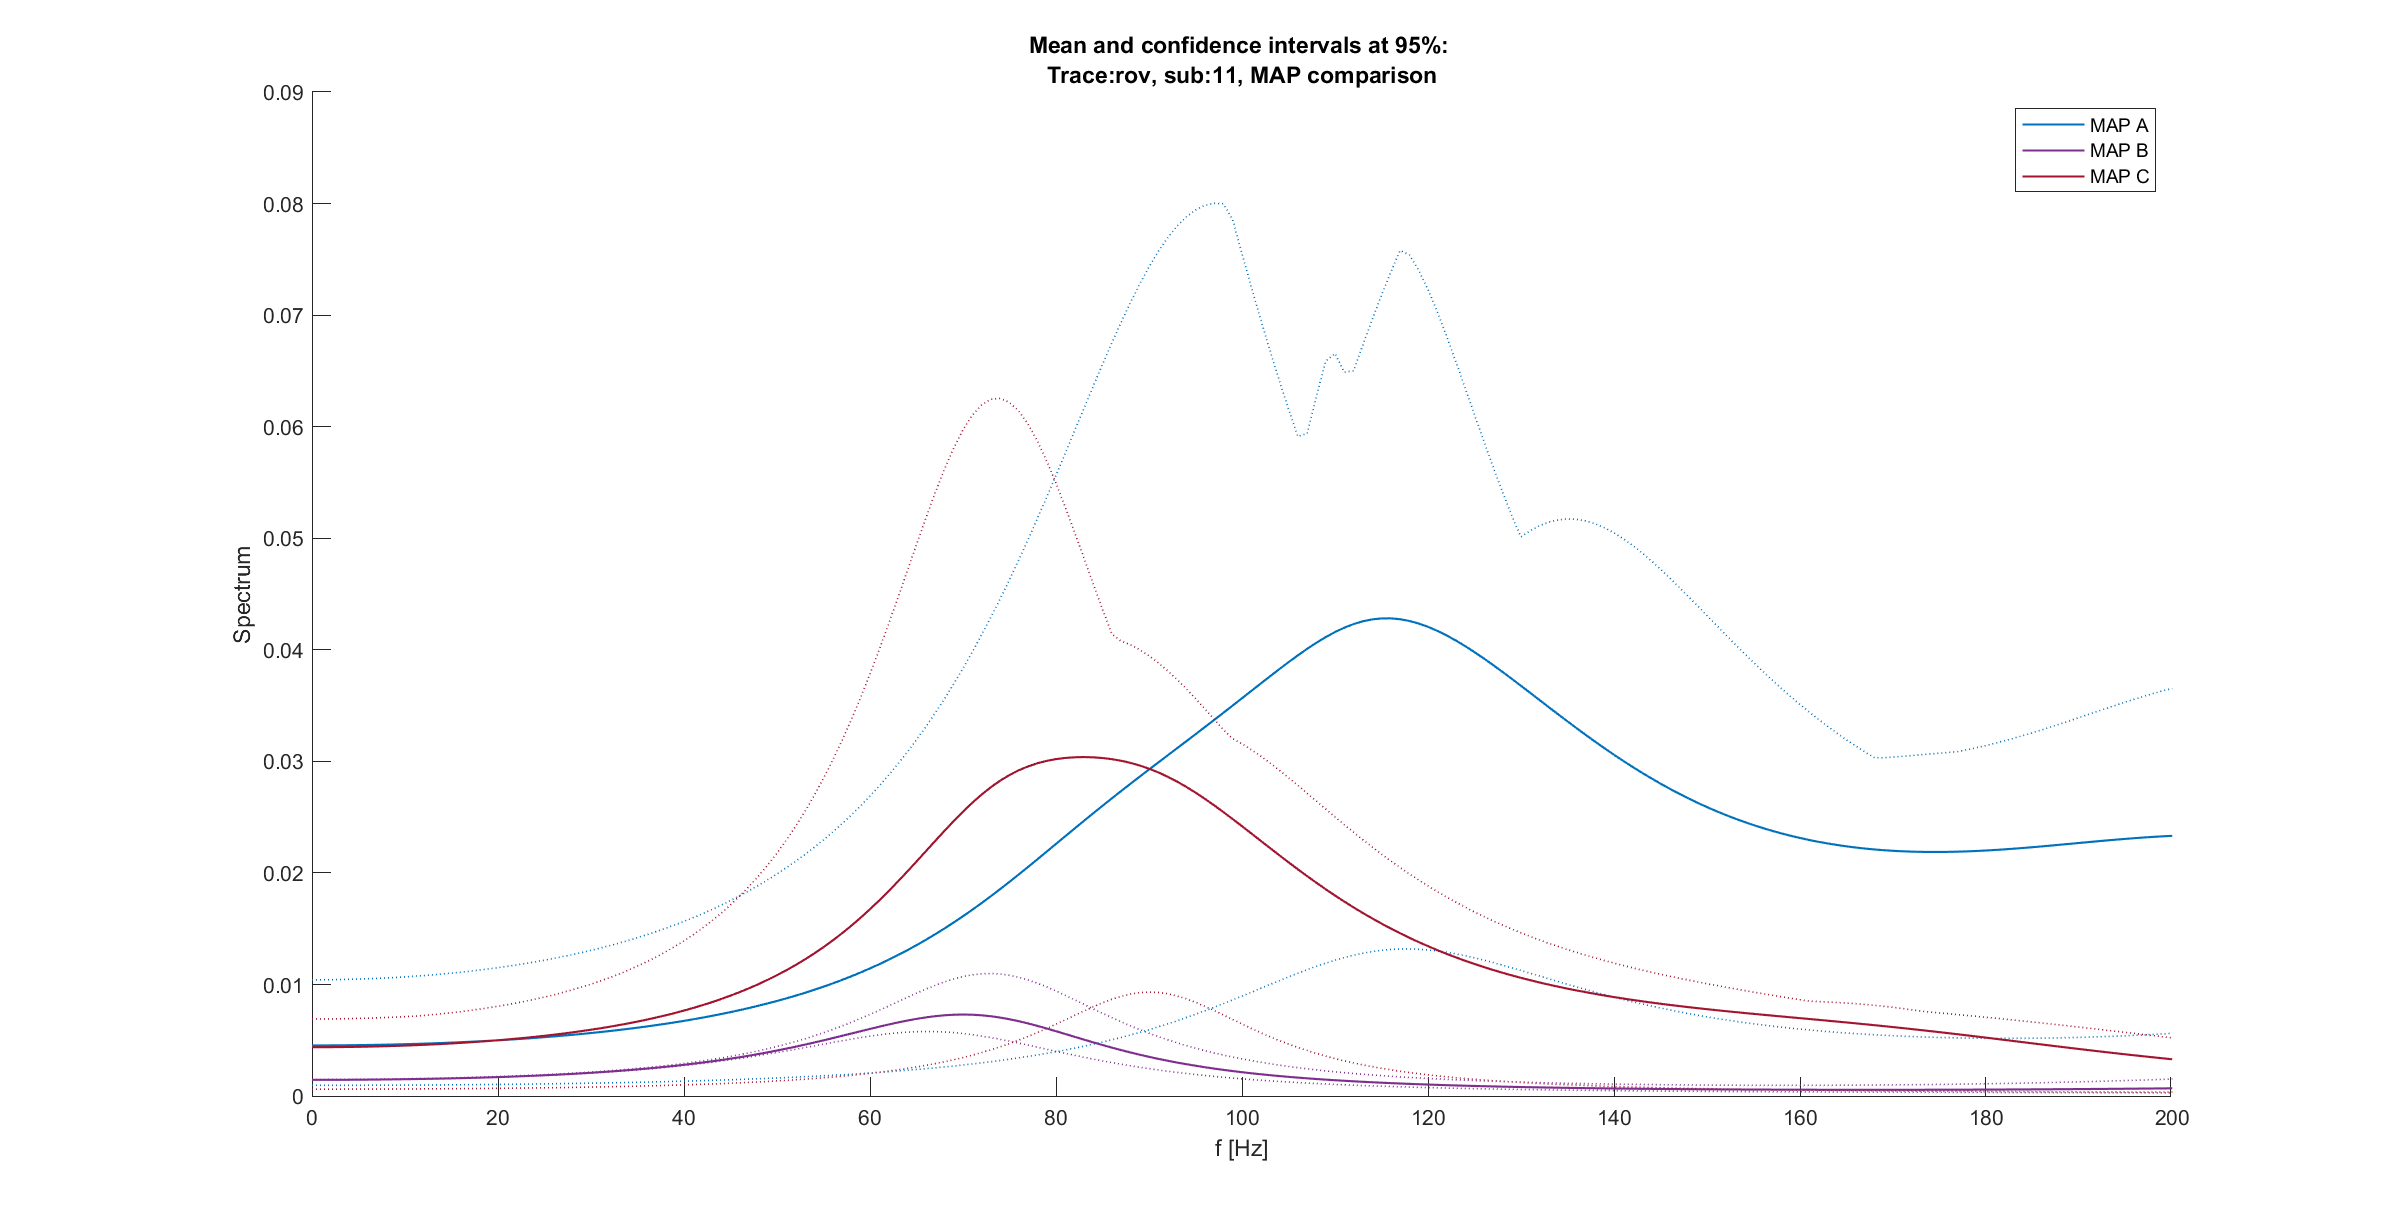 Mean and confidence intervals at 95%:
Trace:rov, sub:11, MAP comparison
MAP A
MAP B
MAP C
Spectrum
0.09
0.08
0.07
0.06
0.05
0.04
0.03
0.02
0.01
0
0 20 40 60 80 100 120 140 160 180 200
f [Hz]